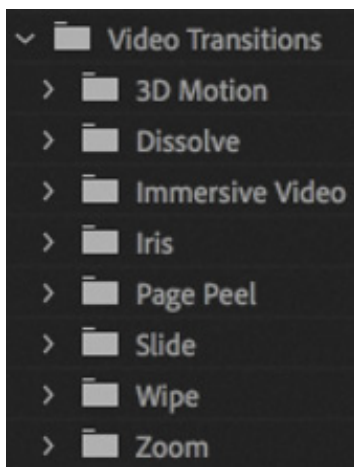 Video Transitions
3D Motion
Dissolve
Immersive Video
Iris
Page Peel
Slide
Wipe
Zoom